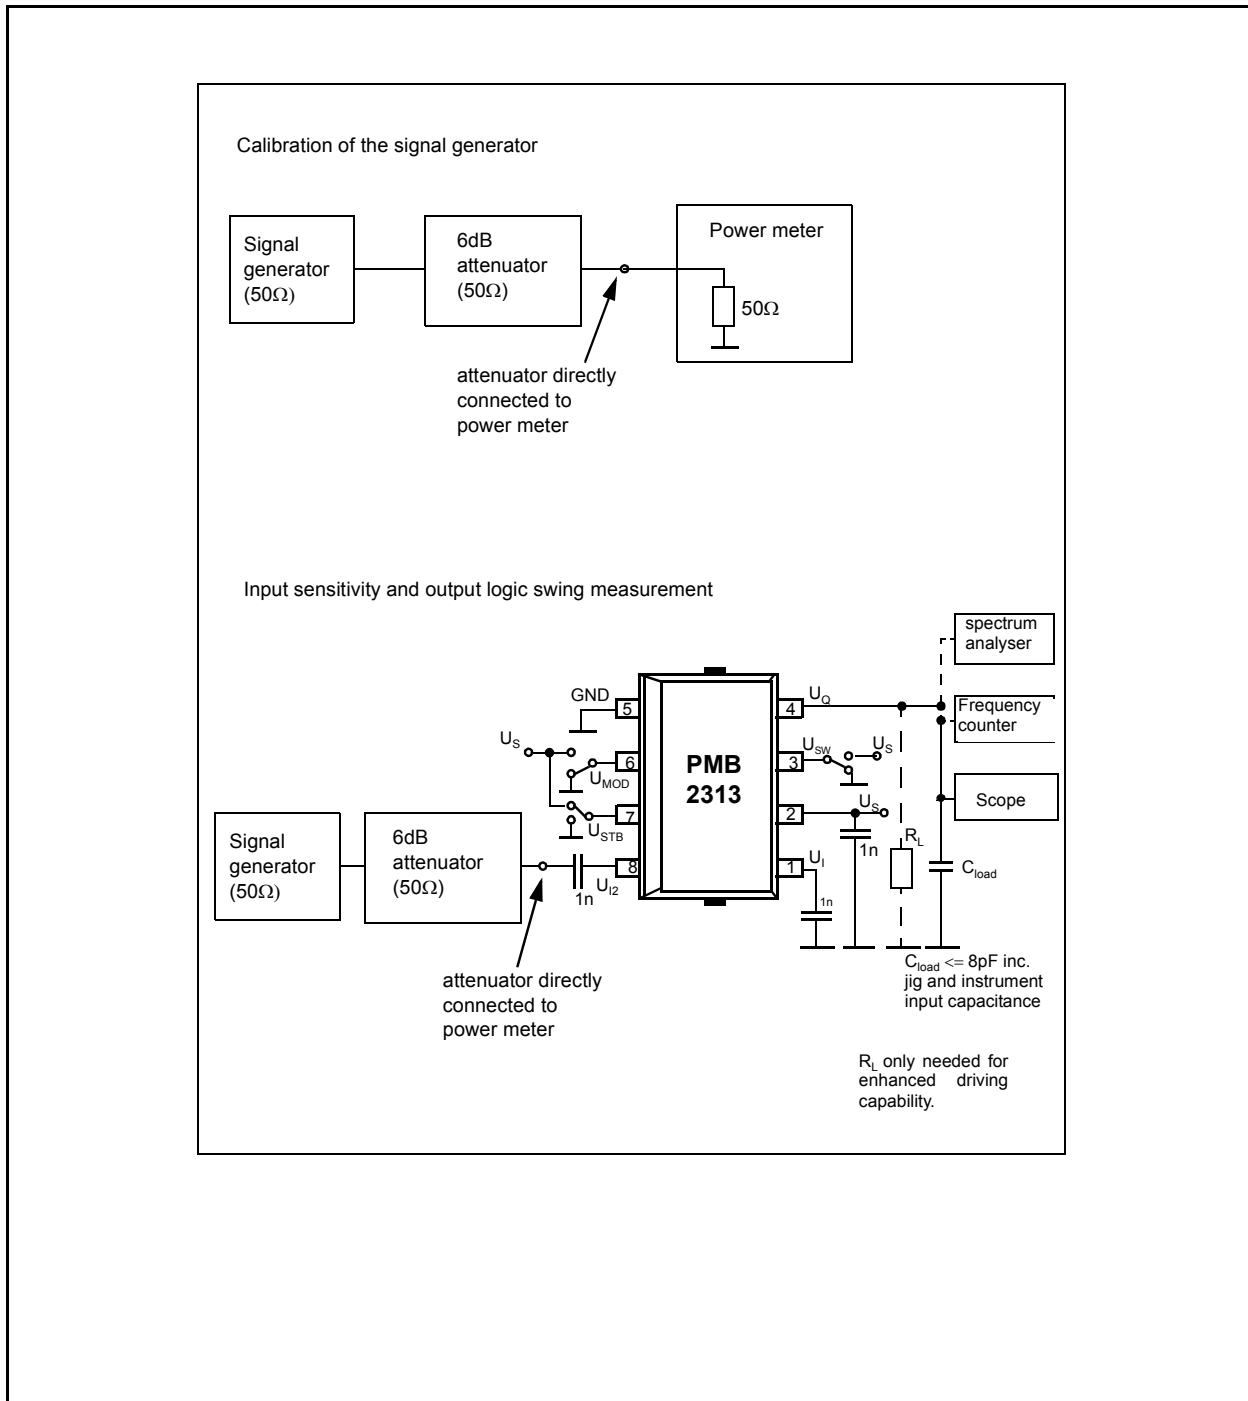 Calibration of the signal generator
Signal
generator
(50Ω)
6dB
attenuator
(50Ω)
Power meter
50Ω
attenuator directly
connected to
power meter
Input sensitivity and output logic swing measurement
spectrum
analyser
Frequency
counter
Scope
GND
5
4
U_Q
U_S
6
U_MOD
PMB
2313
3
U_SW
U_S
7
U_STB
2
U_S
1n
Signal
generator
(50Ω)
6dB
attenuator
(50Ω)
1n
U_I2
8
1
U_I
1n
R_L
C_load
attenuator directly
connected to
power meter
C_load <= 8pF inc.
jig and instrument
input capacitance
R_L only needed for
enhanced driving
capability.